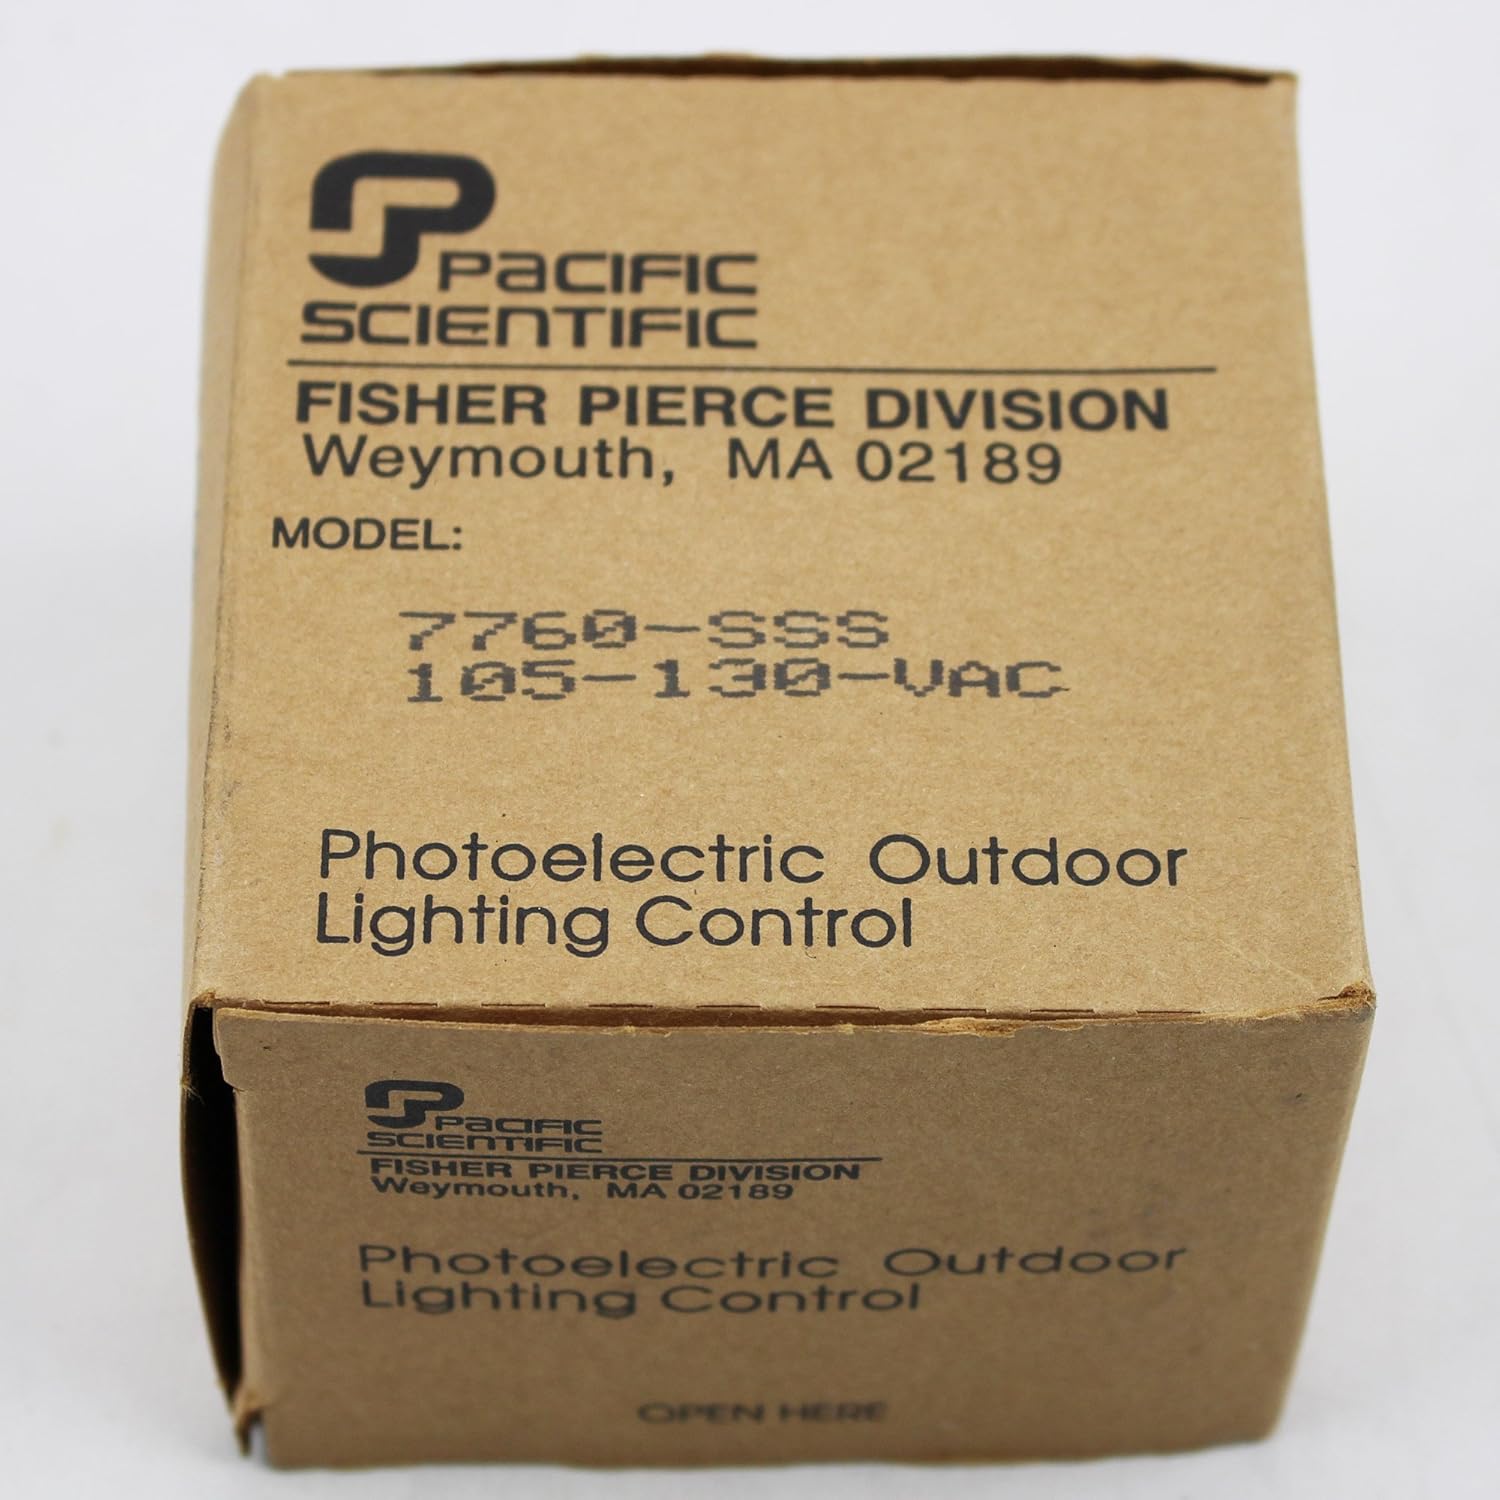 PACIFIC
SCIENTIFIC
FISHER PIERCE DIVISION
Weymouth, MA 02189
MODEL:
7760-SSS
105-130-VAC
Photoelectric Outdoor
Lighting Control
PACIFIC
SCIENTIFIC
FISHER PIERCE DIVISION
Weymouth, MA 02189
Photoelectric Outdoor
Lighting Control
OPEN HERE